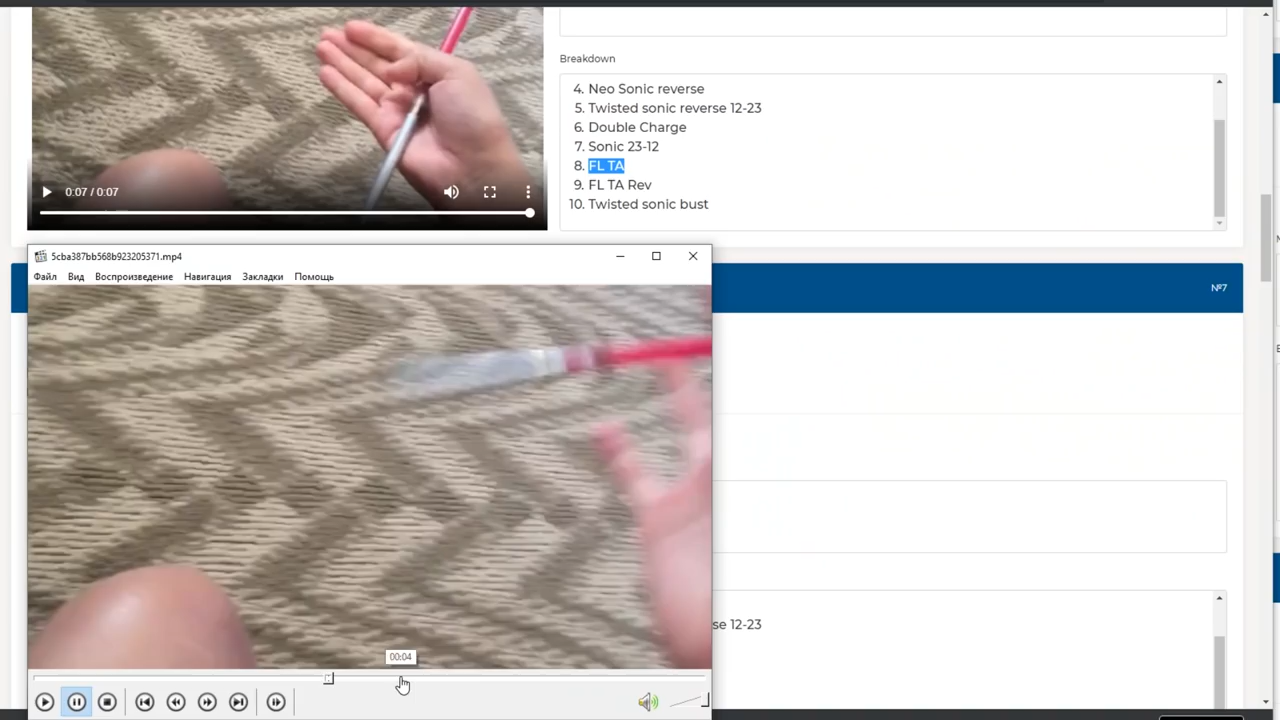 Breakdown
4. Neo Sonic reverse
5. Twisted sonic reverse 12-23
6. Double Charge
7. Sonic 23-12
8. FL TA
9. FL TA Rev
10. Twisted sonic bust
0:07 / 0:07
5cba387bb568b923205371.mp4
Файл Вид Воспроизведение Навигация Закладки Помощь
№7
se 12-23
00:04